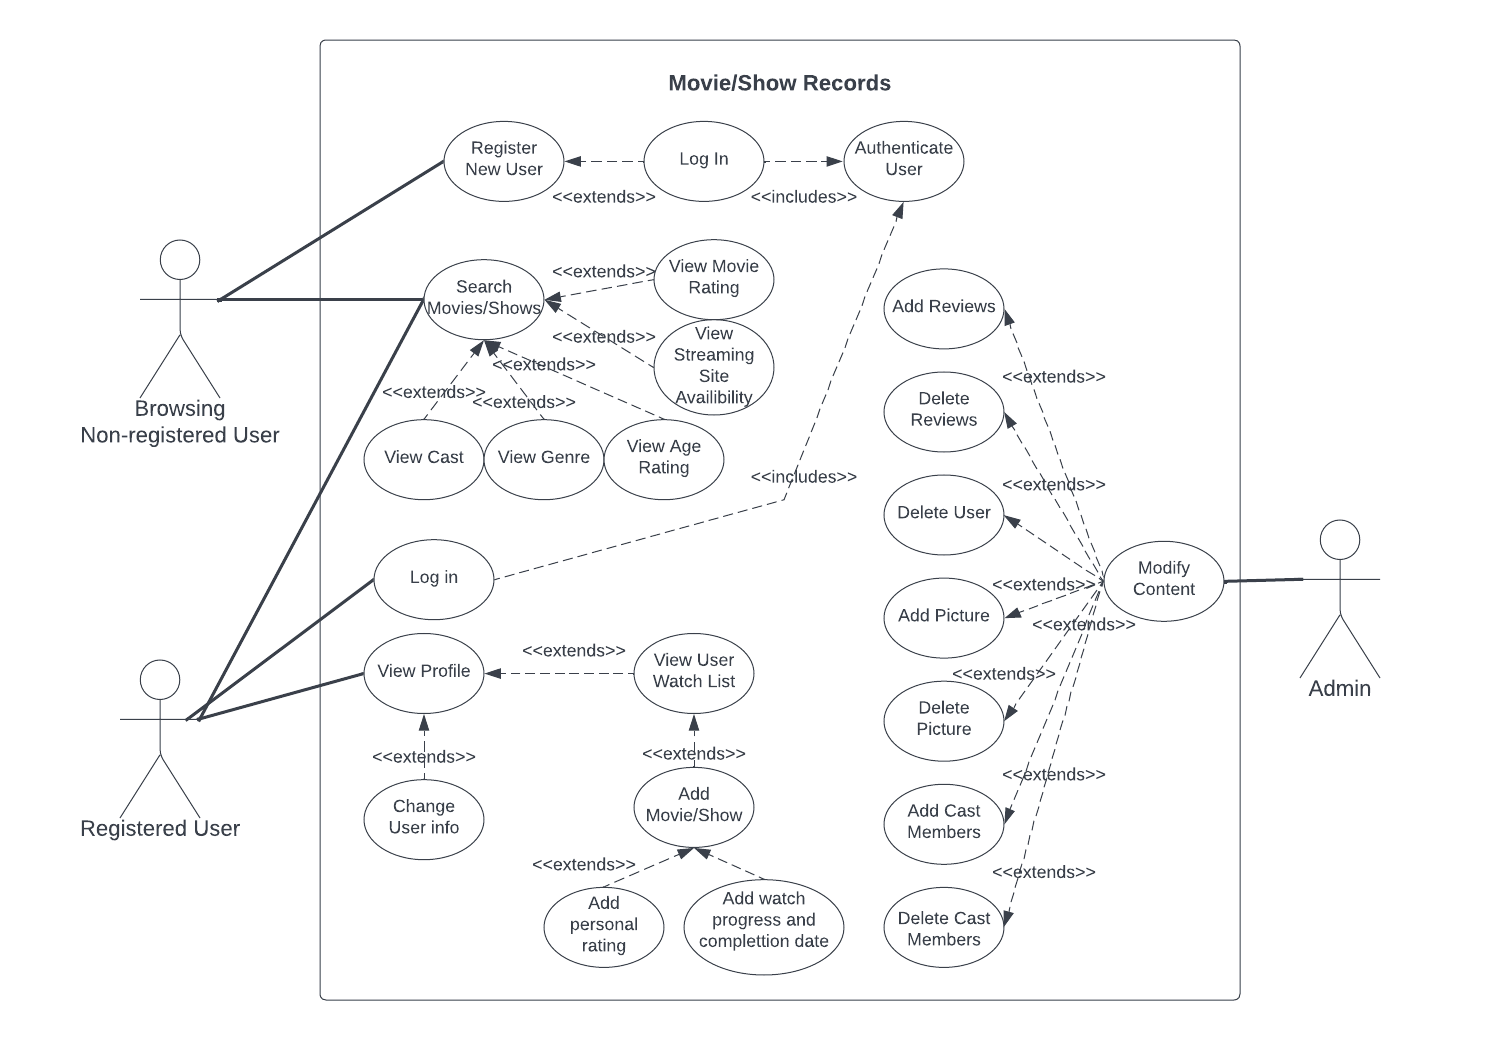 Movie/Show Records
Register
New User
Log In
Authenticate
User
<<extends>>
<<includes>>
Search
Movies/Shows
<<extends>>
View Movie
Rating
<<extends>>
View
Streaming
Site
Availibility
<<extends>>
<<extends>>
<<extends>>
View Cast
View Genre
View Age
Rating
Browsing
Non-registered User
<<includes>>
Log in
View Profile
<<extends>>
View User
Watch List
<<extends>>
<<extends>>
Change
User info
Add
Movie/Show
<<extends>>
Add
personal
rating
Add watch
progress and
complettion date
Registered User
Add Reviews
<<extends>>
Delete
Reviews
<<extends>>
Delete User
<<extends>>
Add Picture
<<extends>>
<<extends>>
Delete
Picture
<<extends>>
Add Cast
Members
<<extends>>
Delete Cast
Members
Modify
Content
Admin